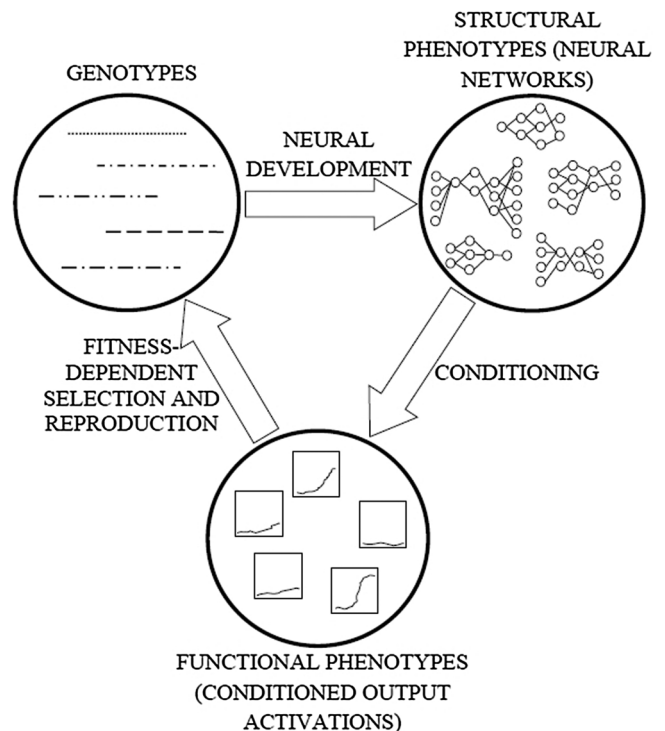 GENOTYPES
STRUCTURAL
PHENOTYPES (NEURAL
NETWORKS)
NEURAL
DEVELOPMENT
CONDITIONING
FITNESS-
DEPENDENT
SELECTION AND
REPRODUCTION
FUNCTIONAL PHENOTYPES
(CONDITIONED OUTPUT
ACTIVATIONS)